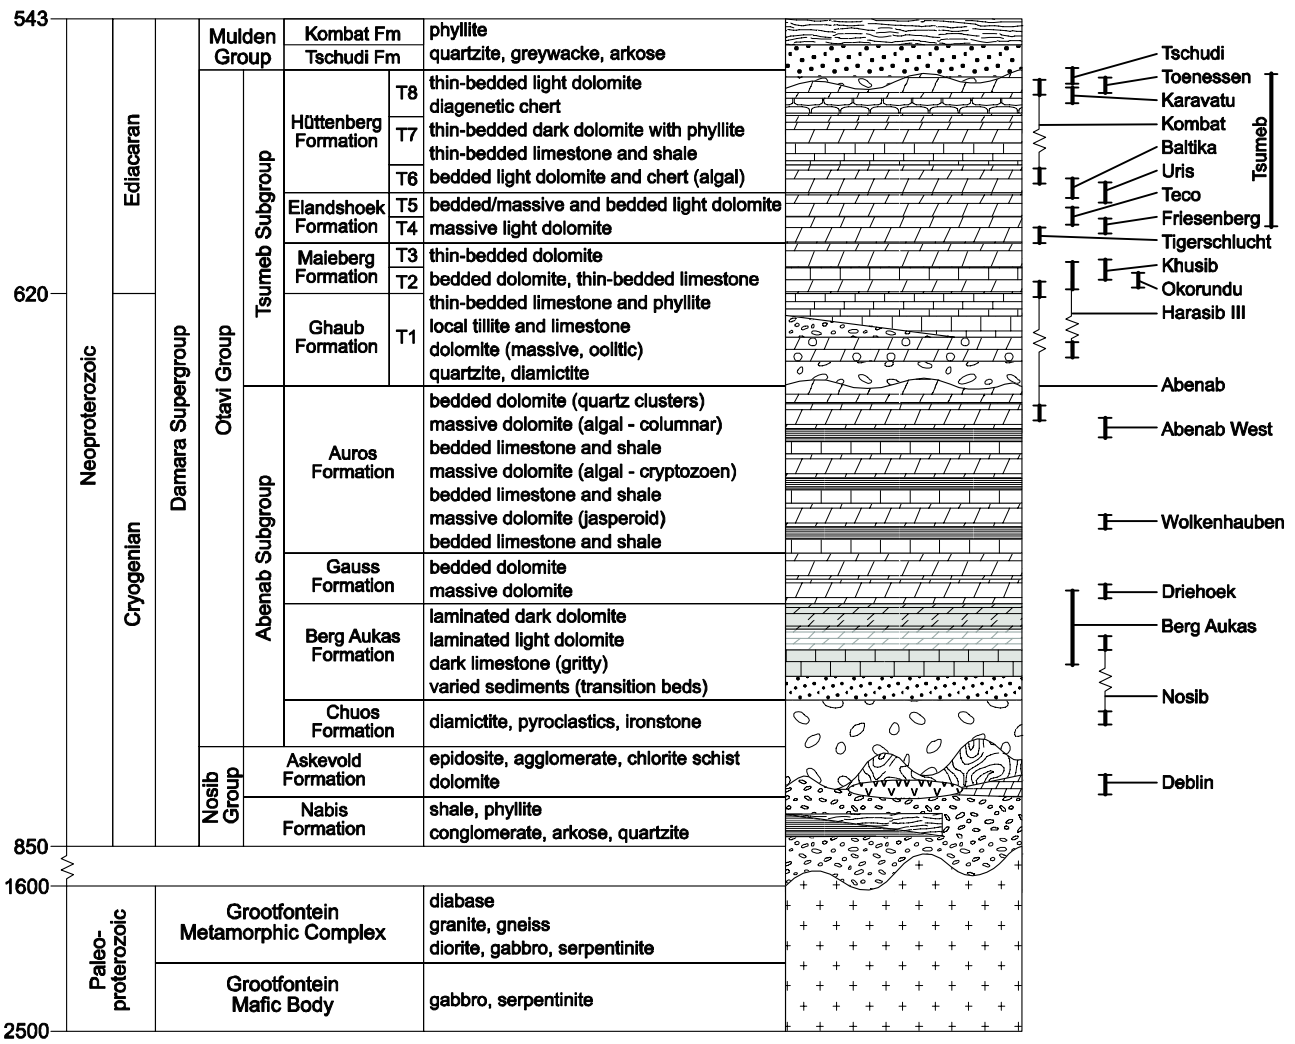 543
620
850
1600
2500
Neoproterozoic
Paleo-
proterozoic
Ediacaran
Cryogenian
Damara Supergroup
Otavi Group
Nosib
Group
Mulden
Group
Tsumeb Subgroup
Abenab Subgroup
Kombat Fm
phyllite
Tschudi Fm
quartzite, greywacke, arkose
Hüttenberg
Formation
T8
thin-bedded light dolomite
diagenetic chert
T7
thin-bedded dark dolomite with phyllite
thin-bedded limestone and shale
T6
bedded light dolomite and chert (algal)
Elandshoek
Formation
T5
bedded/massive and bedded light dolomite
T4
massive light dolomite
Maieberg
Formation
T3
thin-bedded dolomite
T2
bedded dolomite, thin-bedded limestone
Ghaub
Formation
T1
thin-bedded limestone and phyllite
local tillite and limestone
dolomite (massive, oolitic)
quartzite, diamictite
Auros
Formation
bedded dolomite (quartz clusters)
massive dolomite (algal - columnar)
bedded limestone and shale
massive dolomite (algal - cryptozoen)
bedded limestone and shale
massive dolomite (jasperoid)
bedded limestone and shale
Gauss
Formation
bedded dolomite
massive dolomite
Berg Aukas
Formation
laminated dark dolomite
laminated light dolomite
dark limestone (gritty)
varied sediments (transition beds)
Chuos
Formation
diamictite, pyroclastics, ironstone
Askevold
Formation
epidosite, agglomerate, chlorite schist
dolomite
Nabis
Formation
shale, phyllite
conglomerate, arkose, quartzite
Grootfontein
Metamorphic Complex
diabase
granite, gneiss
diorite, gabbro, serpentinite
Grootfontein
Mafic Body
gabbro, serpentinite
Tschudi
Toenessen
Karavatu
Kombat
Baltika
Uris
Teco
Friesenberg
Tigerschlucht
Khusib
Okorundu
Harasib III
Abenab
Abenab West
Wolkenhauben
Driehoek
Berg Aukas
Nosib
Deblin
Tsumeb